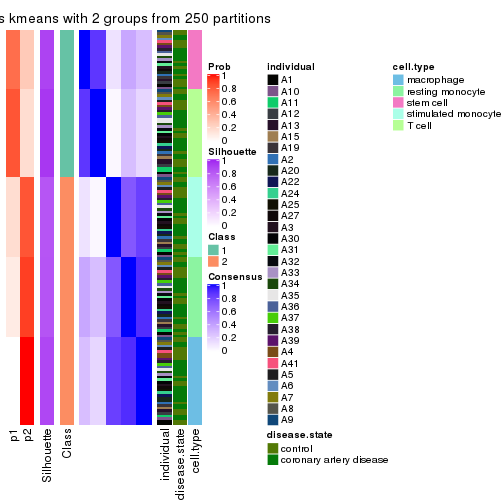 s kmeans with 2 groups from 250 partitions
Prob
1
0.8
0.6
0.4
0.2
0
Silhouette
1
0.8
0.6
0.4
0.2
0
Class
1
2
Consensus
1
0.8
0.6
0.4
0.2
0
individual
A1
A10
A11
A12
A13
A15
A19
A2
A20
A22
A24
A25
A27
A3
A30
A31
A32
A33
A34
A35
A36
A37
A38
A39
A4
A41
A5
A6
A7
A8
A9
disease.state
control
coronary artery disease
cell.type
macrophage
resting monocyte
stem cell
stimulated monocyte
T cell
p1
p2
Silhouette
Class
individual
disease.state
cell.type